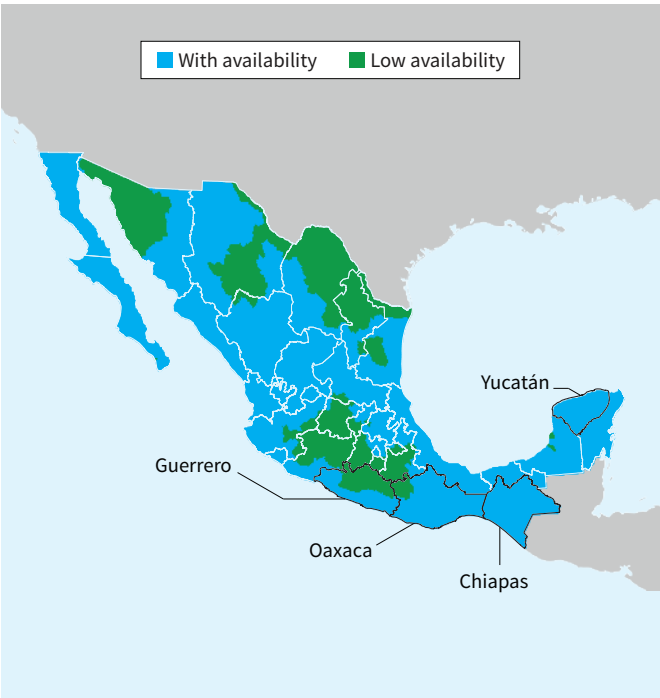 With availability
Low availability
Yucatán
Guerrero
Oaxaca
Chiapas